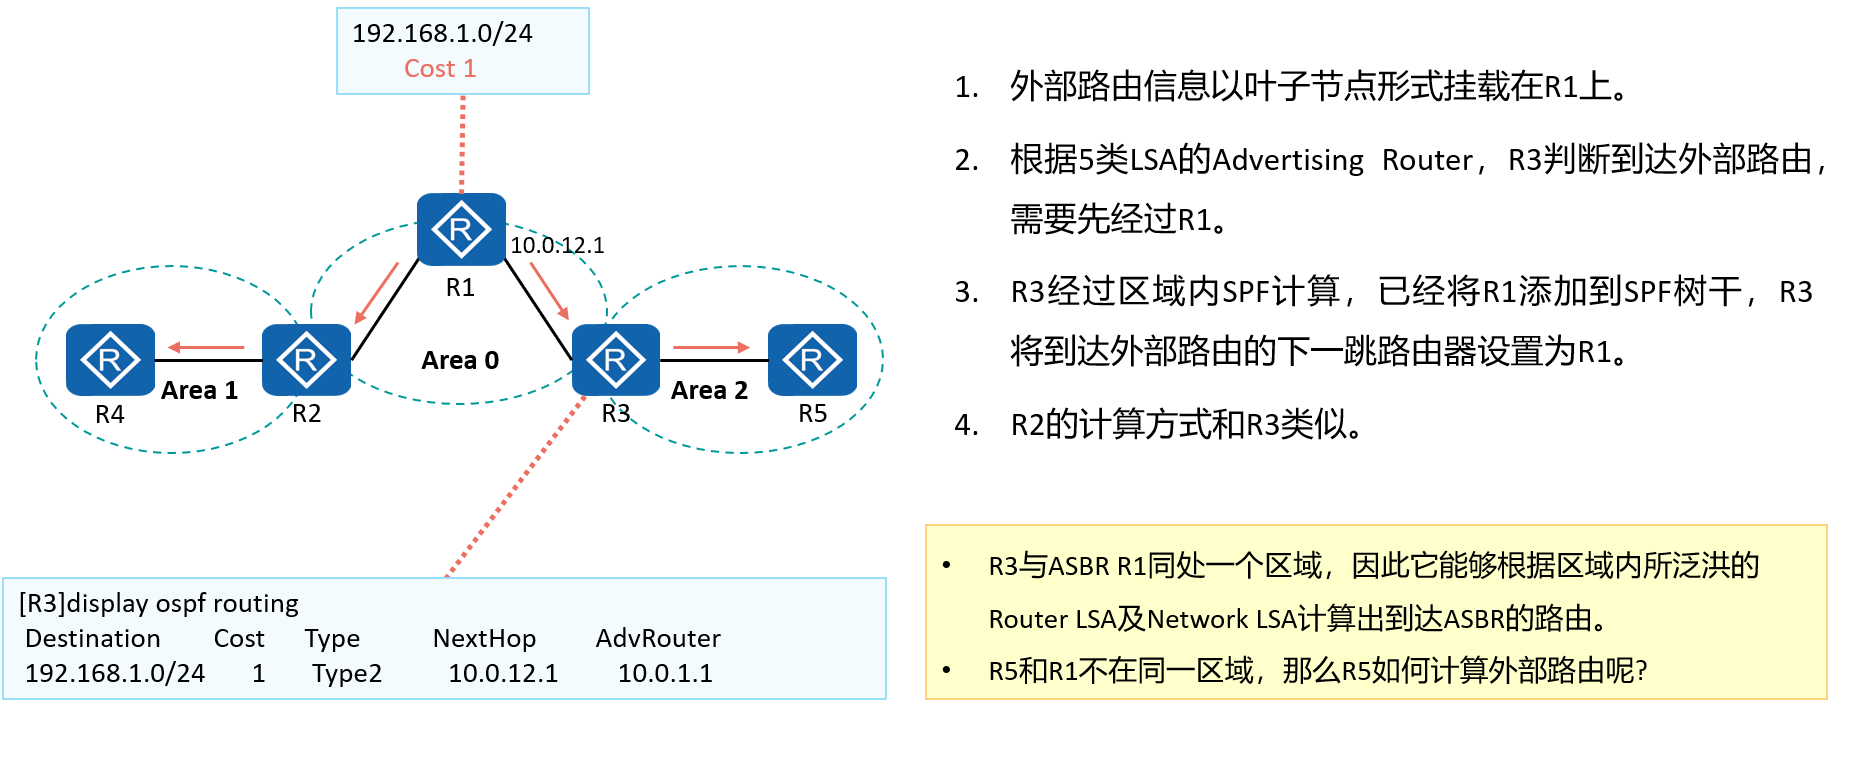 192.168.1.0/24
Cost 1
R
10.0.12.1
R1
R
R
R
R
Area 0
Area 1
Area 2
R4
R2
R3
R5
[R3]display ospf routing
Destination Cost Type NextHop AdvRouter
192.168.1.0/24 1 Type2 10.0.12.1 10.0.1.1
1. 外部路由信息以叶子节点形式挂载在R1上。
2. 根据5类LSA的Advertising Router，R3判断到达外部路由，
需要先经过R1。
3. R3经过区域内SPF计算，已经将R1添加到SPF树干，R3
将到达外部路由的下一跳路由器设置为R1。
4. R2的计算方式和R3类似。
• R3与ASBR R1同处一个区域，因此它能够根据区域内所泛洪的
Router LSA及Network LSA计算出到达ASBR的路由。
• R5和R1不在同一区域，那么R5如何计算外部路由呢?